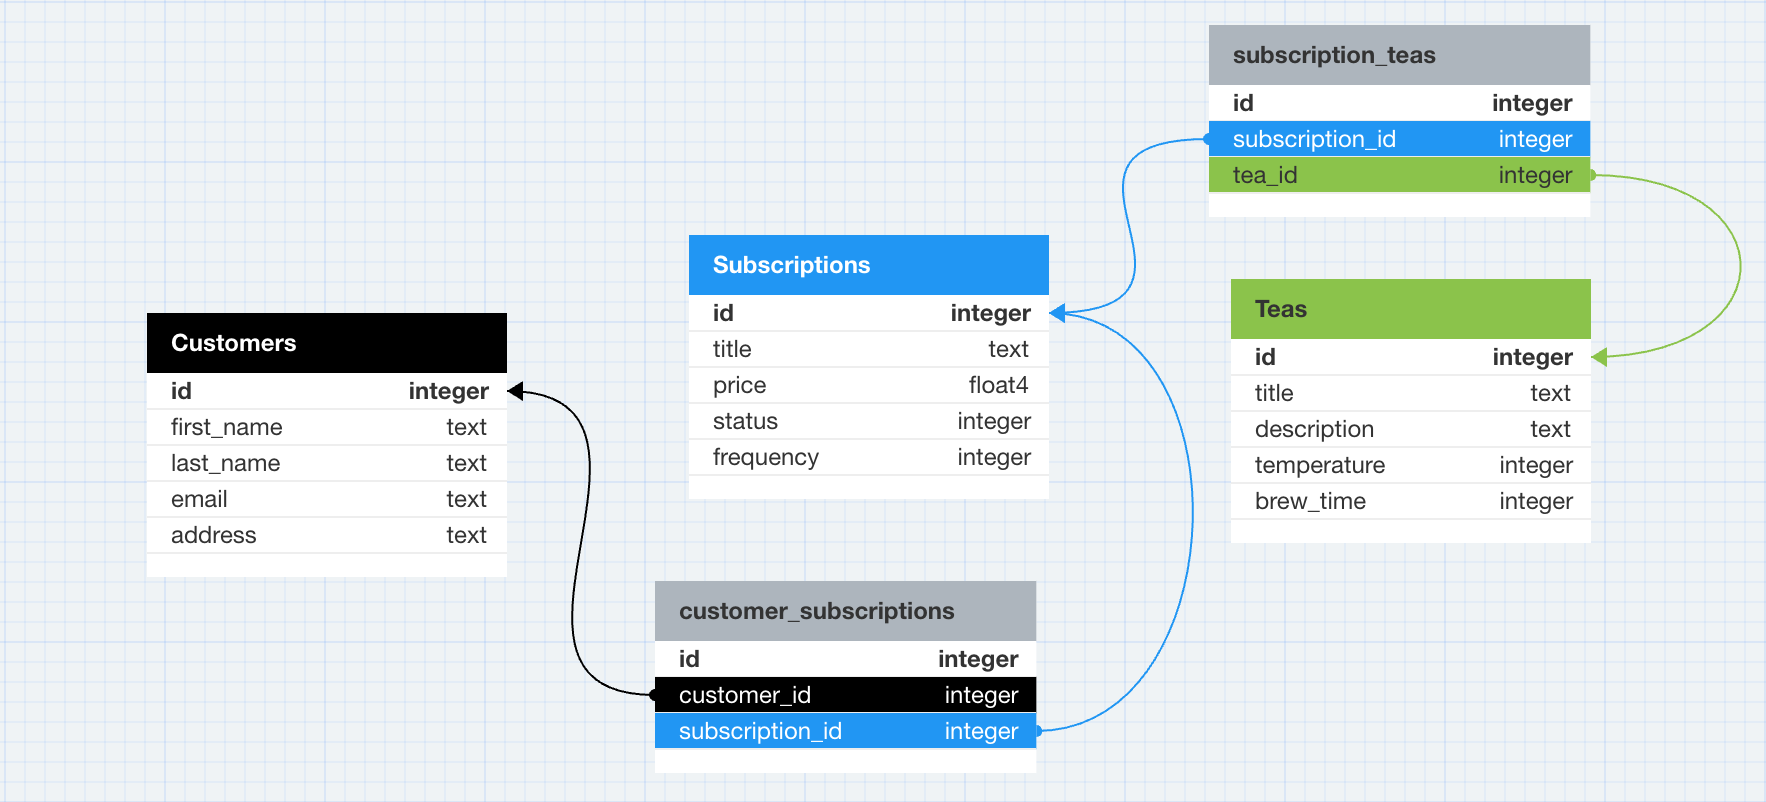 subscription_teas
id integer
subscription_id integer
tea_id integer
Subscriptions
id integer
title text
price float4
status integer
frequency integer
Teas
id integer
title text
description text
temperature integer
brew_time integer
Customers
id integer
first_name text
last_name text
email text
address text
customer_subscriptions
id integer
customer_id integer
subscription_id integer